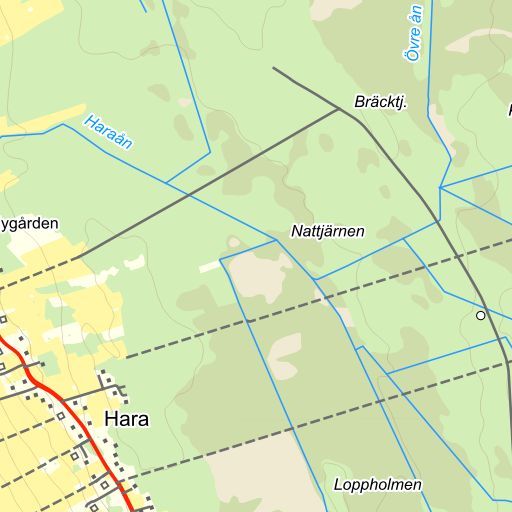 Övre ån
Bräcktj.
Haraån
ygården
Nattjärnen
Hara
Loppholmen